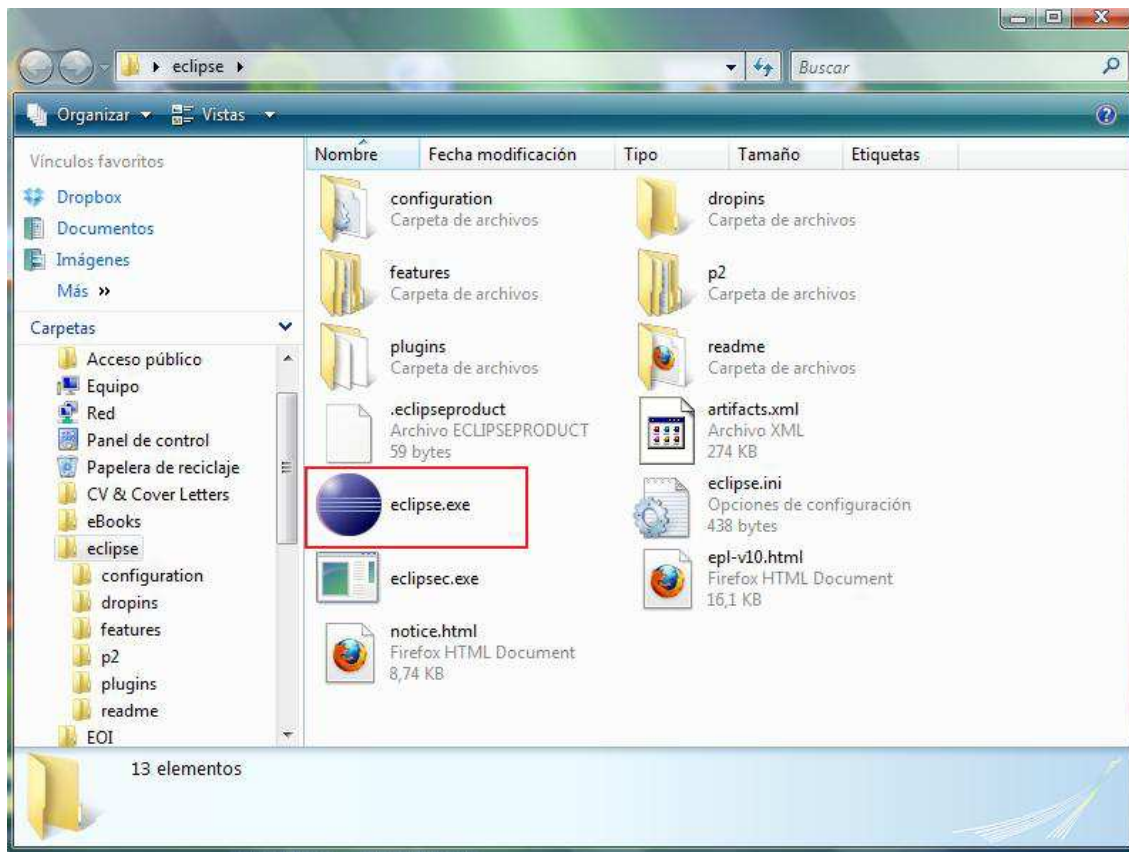 eclipse
Buscar
Organizar
Vistas
Vínculos favoritos
Dropbox
Documentos
Imágenes
Más »
Carpetas
Acceso público
Equipo
Red
Panel de control
Papelera de reciclaje
CV & Cover Letters
eBooks
eclipse
configuration
dropins
features
p2
plugins
readme
EOI
Nombre Fecha modificación Tipo Tamaño Etiquetas
configuration
Carpeta de archivos
dropins
Carpeta de archivos
features
Carpeta de archivos
p2
Carpeta de archivos
plugins
Carpeta de archivos
readme
Carpeta de archivos
.eclipseproduct
Archivo ECLIPSEPRODUCT
59 bytes
artifacts.xml
Archivo XML
274 KB
eclipse.exe
eclipse.ini
Opciones de configuración
438 bytes
eclipsec.exe
epl-v10.html
Firefox HTML Document
16,1 KB
notice.html
Firefox HTML Document
8,74 KB
13 elementos